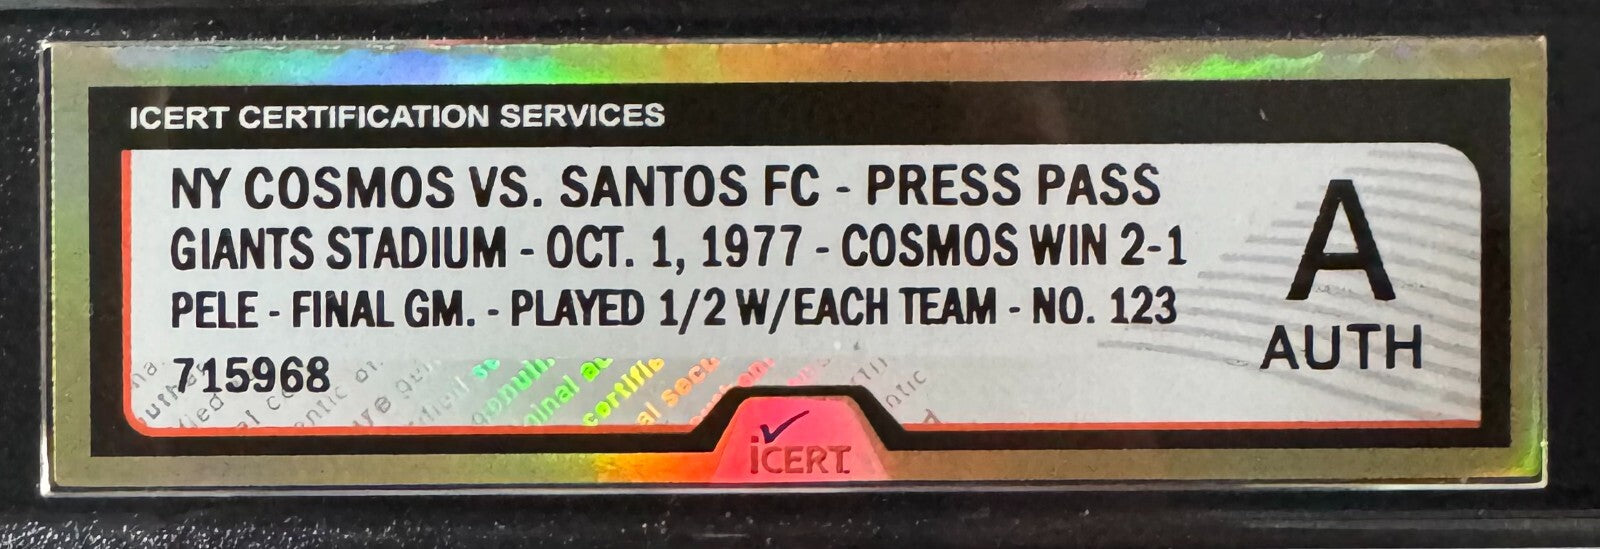 ICERT CERTIFICATION SERVICES
NY COSMOS VS. SANTOS FC - PRESS PASS
GIANTS STADIUM - OCT. 1, 1977 - COSMOS WIN 2-1
PELE - FINAL GM. - PLAYED 1/2 W/EACH TEAM - NO. 123
715968
A
AUTH
iCERT